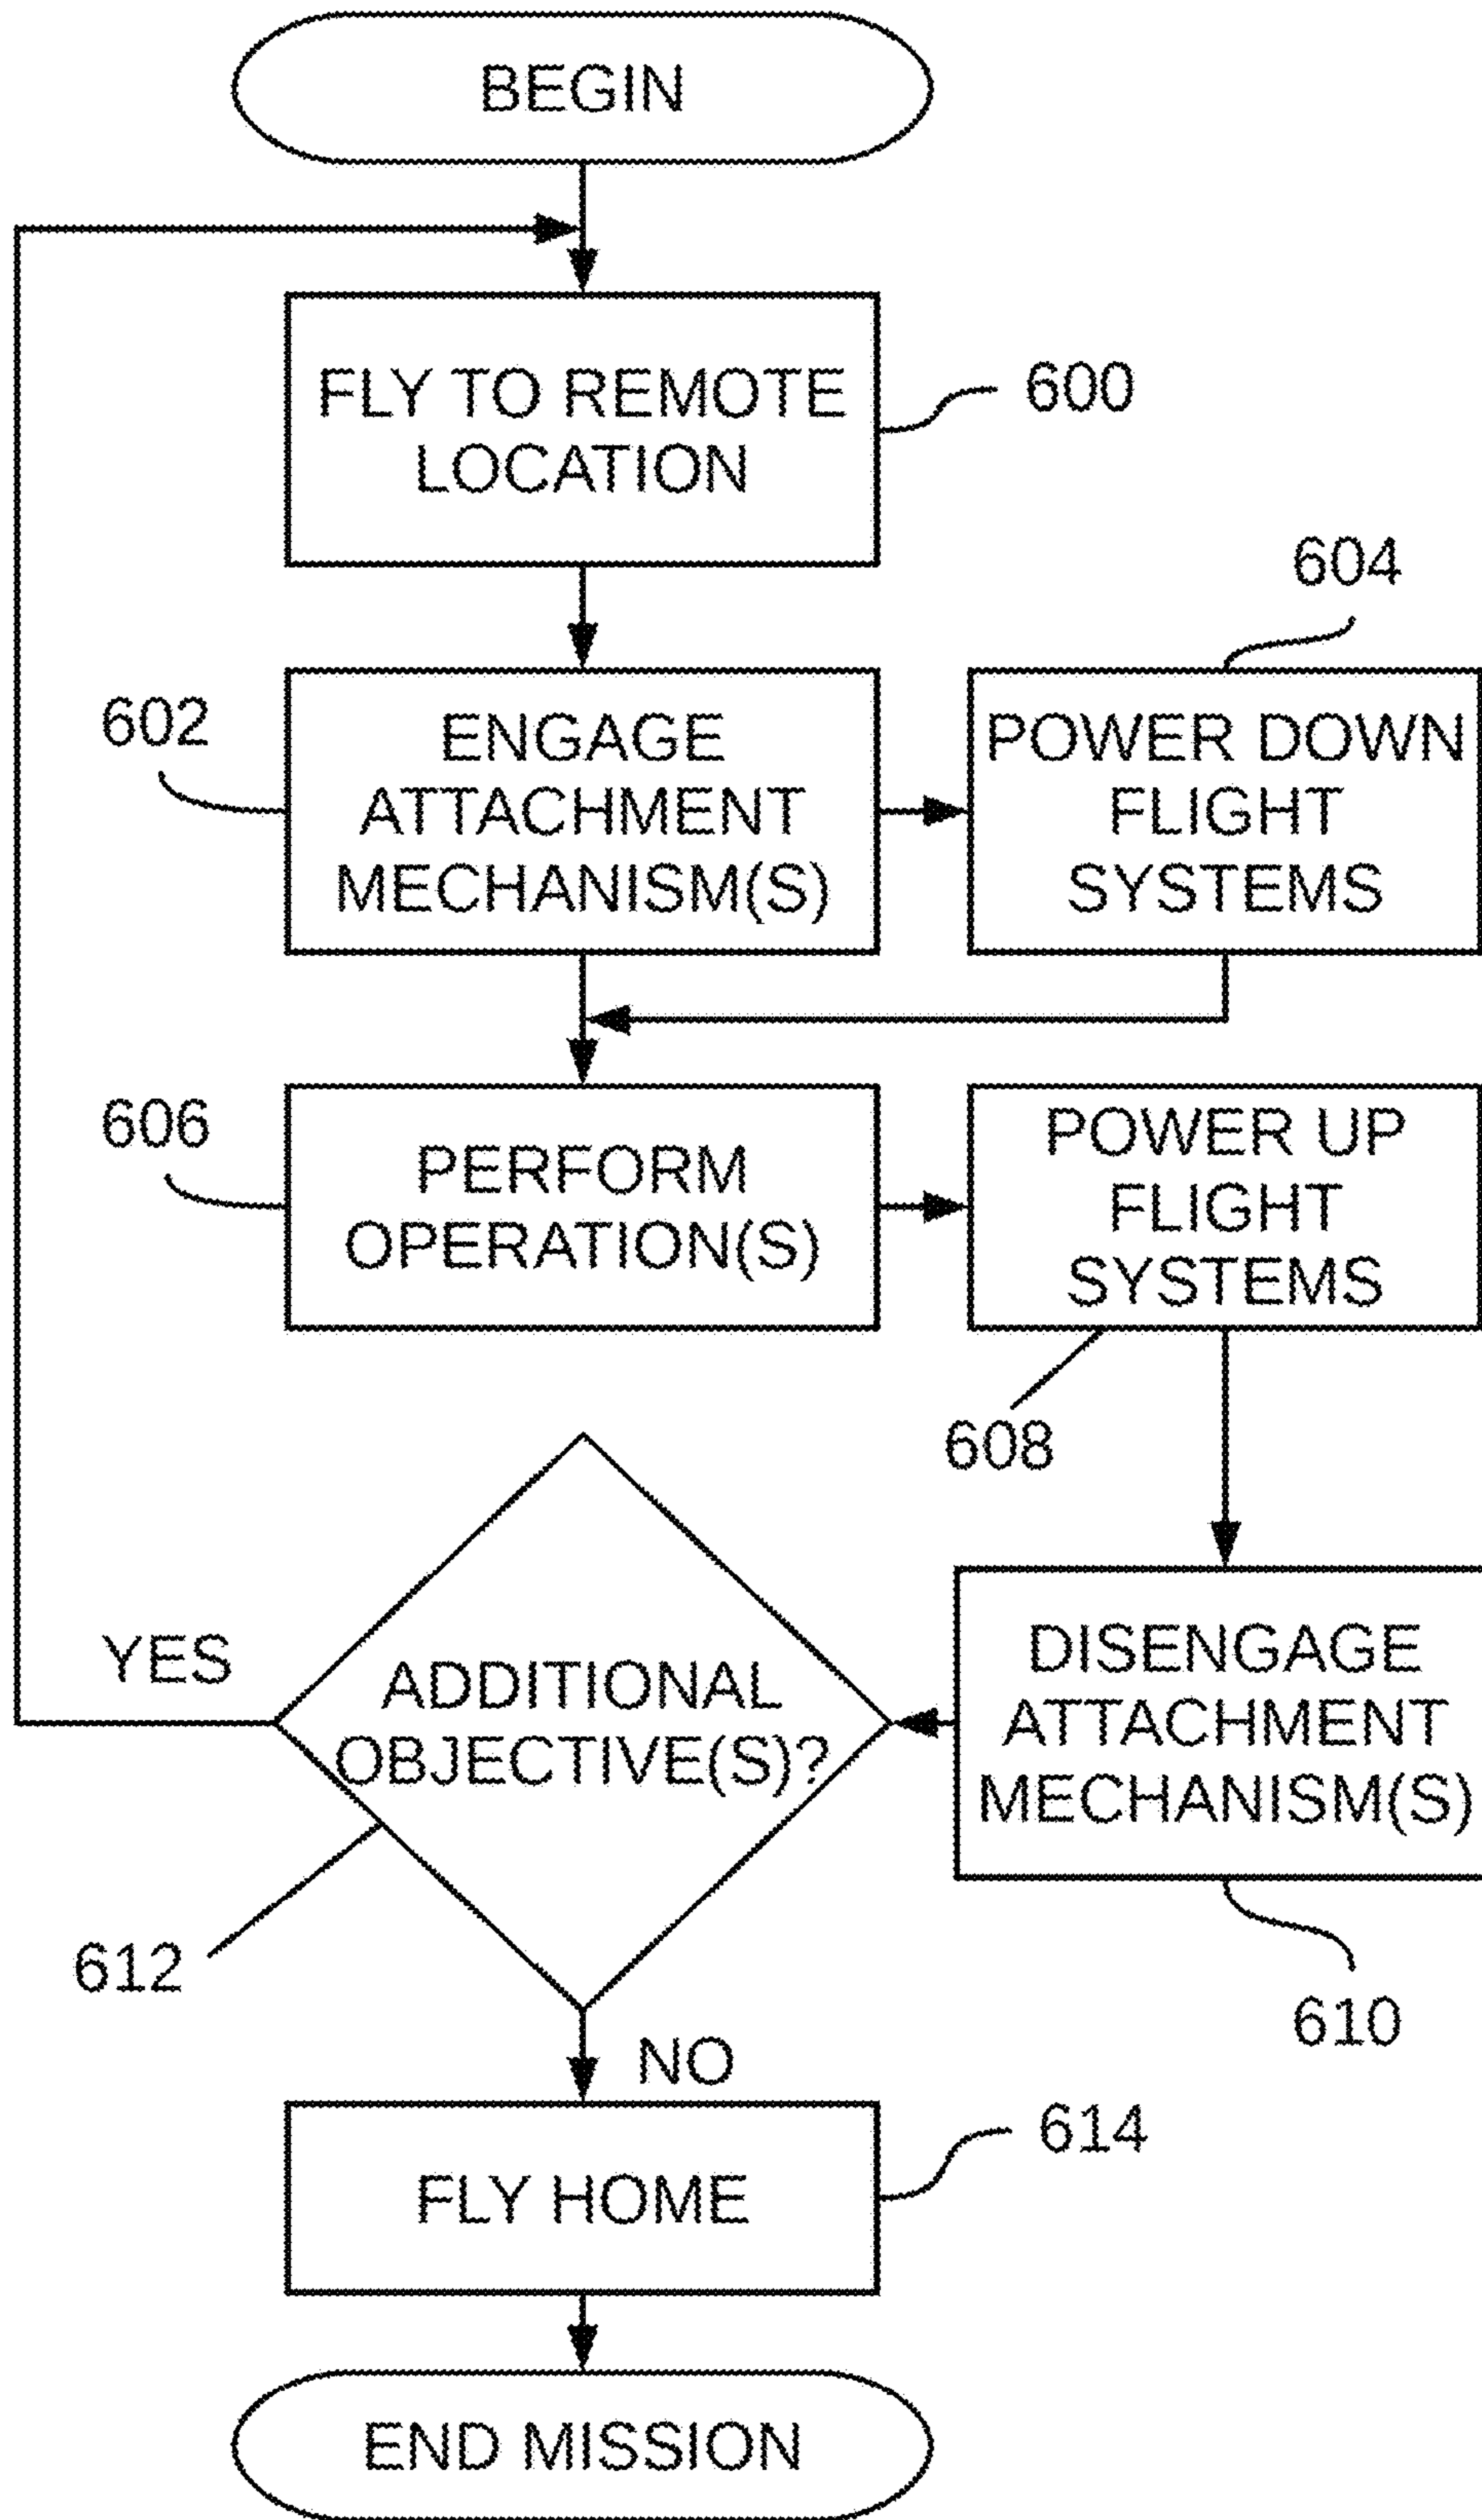 BEGIN
FLY TO REMOTE
LOCATION
600
604
602
ENGAGE
ATTACHMENT
MECHANISM(S)
POWER DOWN
FLIGHT
SYSTEMS
606
PERFORM
OPERATION(S)
POWER UP
FLIGHT
SYSTEMS
608
YES
ADDITIONAL
OBJECTIVE(S)?
DISENGAGE
ATTACHMENT
MECHANISM(S)
612
610
NO
614
FLY HOME
END MISSION